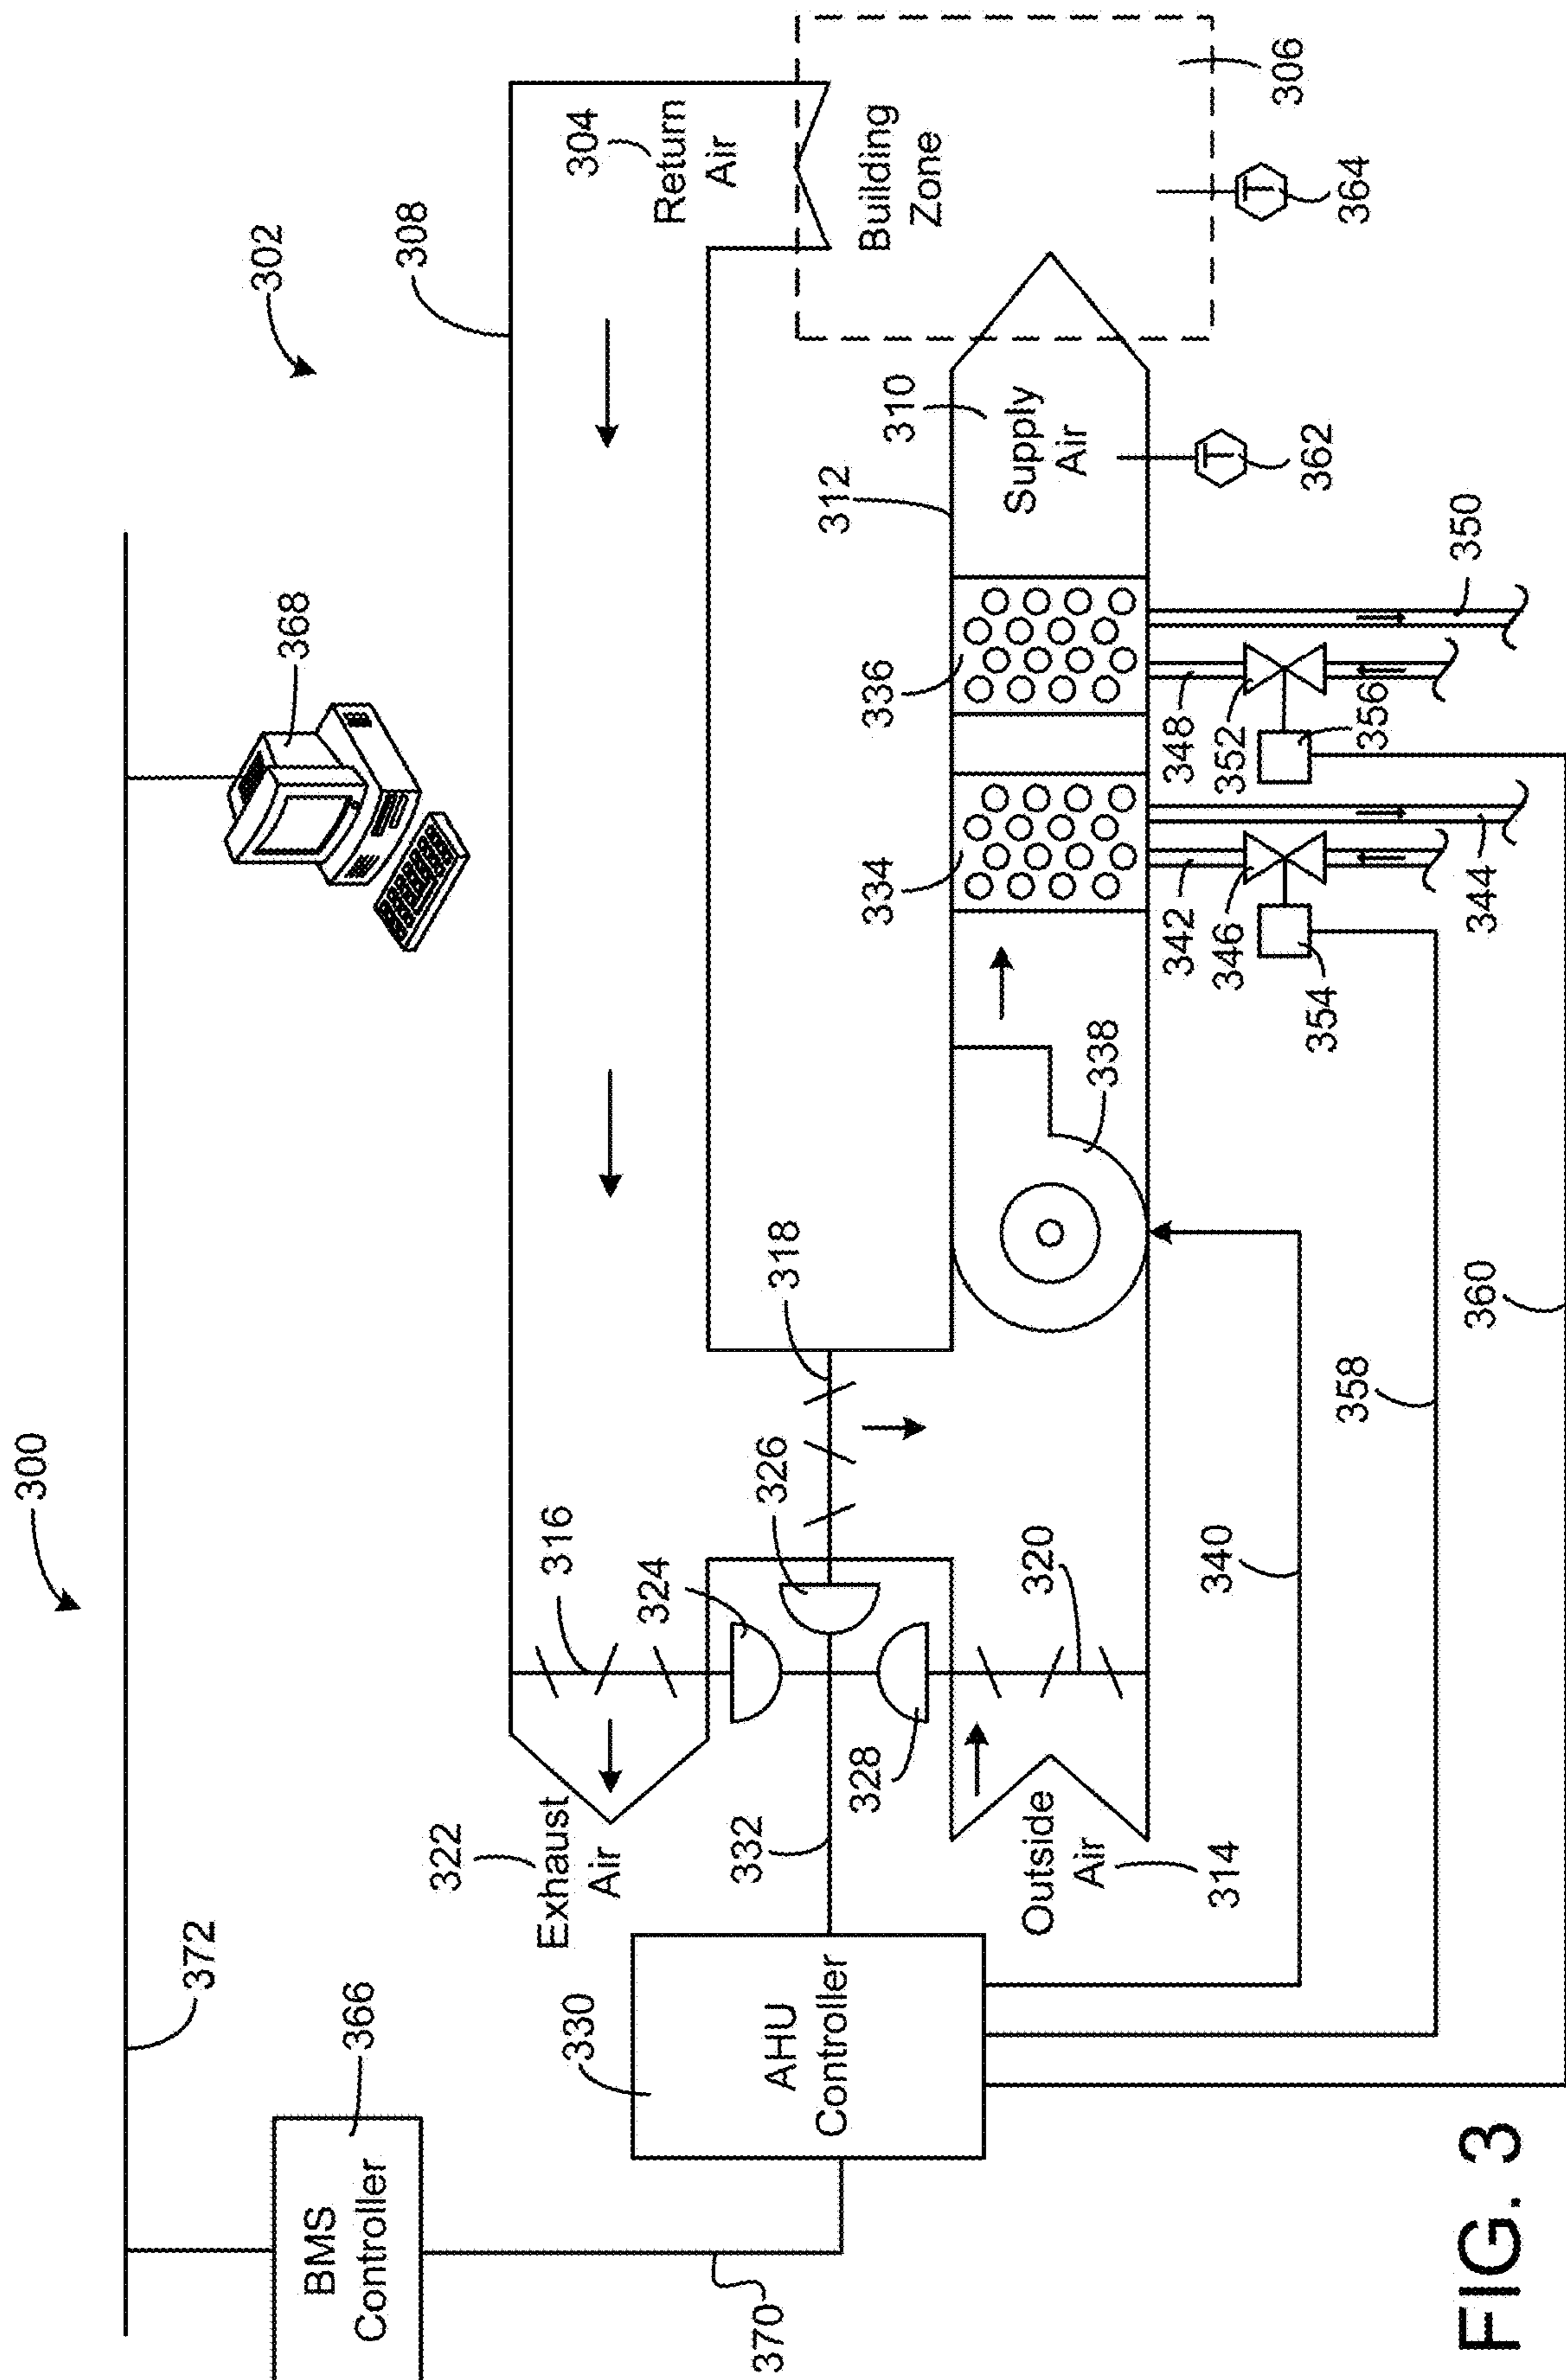 300
372
BMS
Controller
366
370
368
302
308
304
Return
Air
Building
Zone
306
364
322
Exhaust
Air
316
324
326
318
332
328
330
AHU
Controller
Outside
Air
314
320
338
334
336
312
310
Supply
Air
362
342
346
354
344
348
352
356
350
340
358
360
FIG. 3
T
T